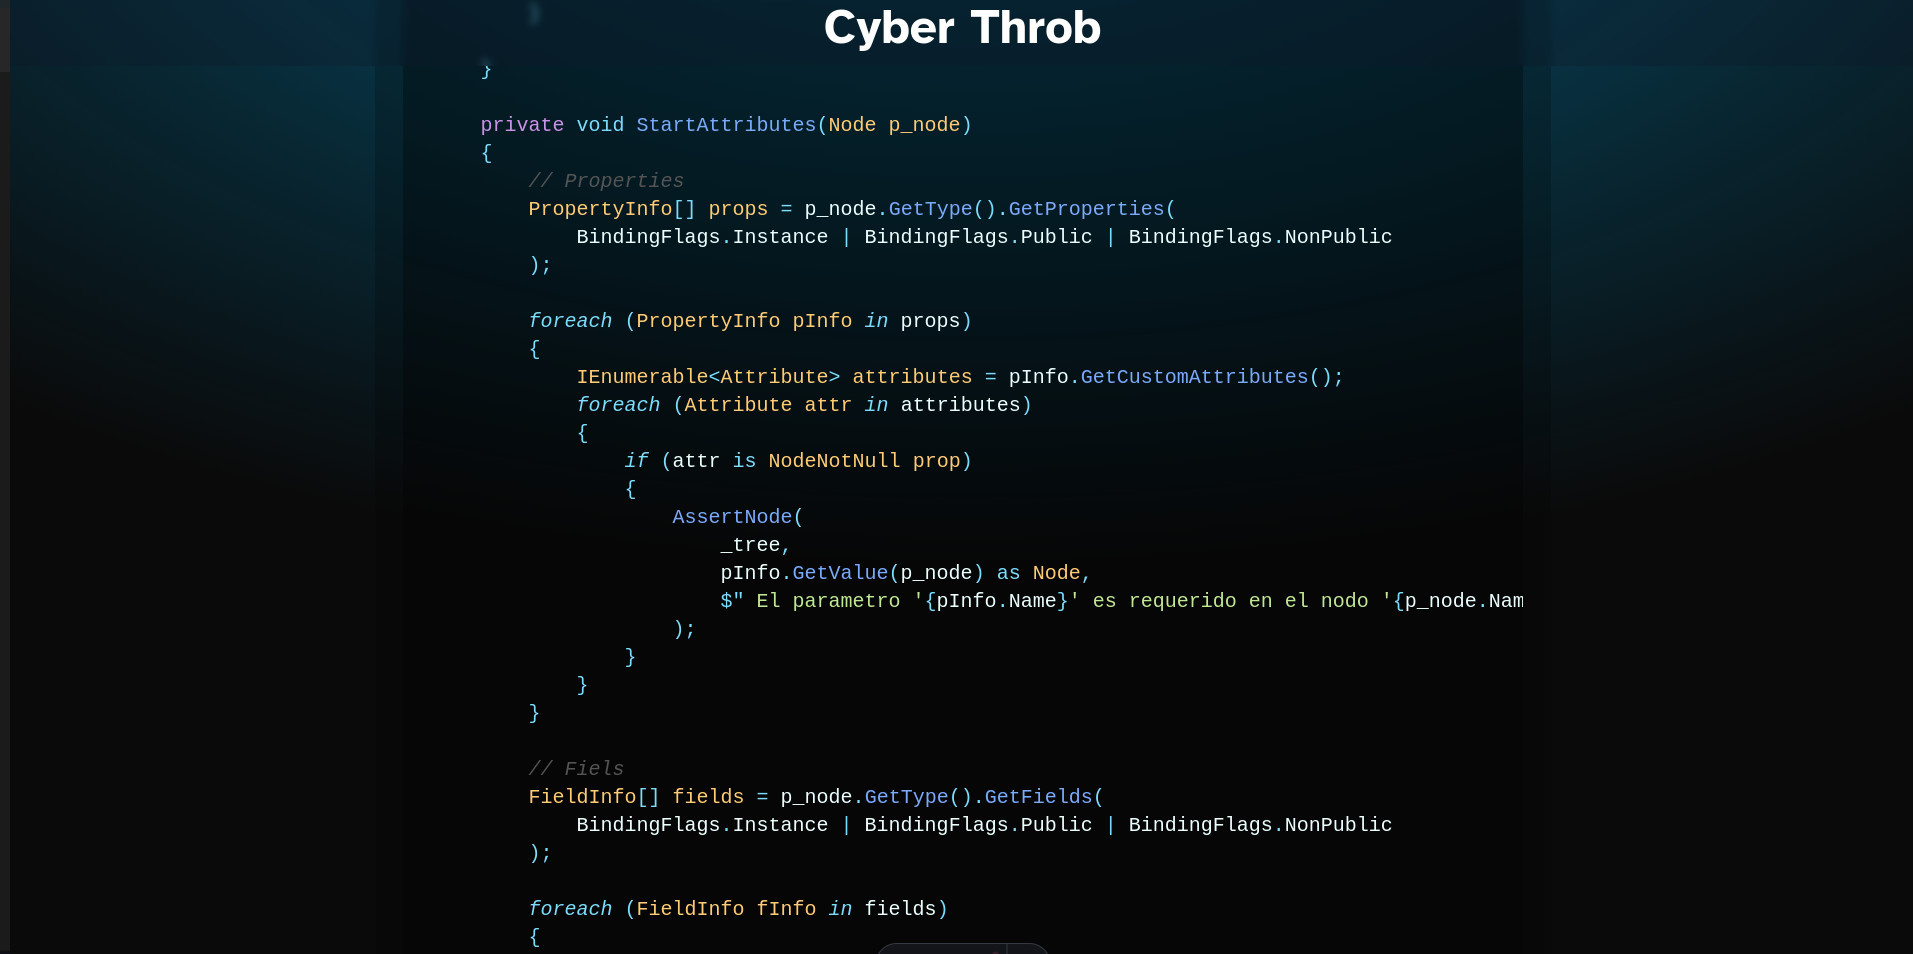 Cyber Throb
}
}
private void StartAttributes(Node p_node)
{
// Properties
PropertyInfo[] props = p_node.GetType().GetProperties(
BindingFlags.Instance | BindingFlags.Public | BindingFlags.NonPublic
);
foreach (PropertyInfo pInfo in props)
{
IEnumerable<Attribute> attributes = pInfo.GetCustomAttributes();
foreach (Attribute attr in attributes)
{
if (attr is NodeNotNull prop)
{
AssertNode(
_tree,
pInfo.GetValue(p_node) as Node,
$" El parametro '{pInfo.Name}' es requerido en el nodo '{p_node.Nam
);
}
}
}
// Fiels
FieldInfo[] fields = p_node.GetType().GetFields(
BindingFlags.Instance | BindingFlags.Public | BindingFlags.NonPublic
);
foreach (FieldInfo fInfo in fields)
{